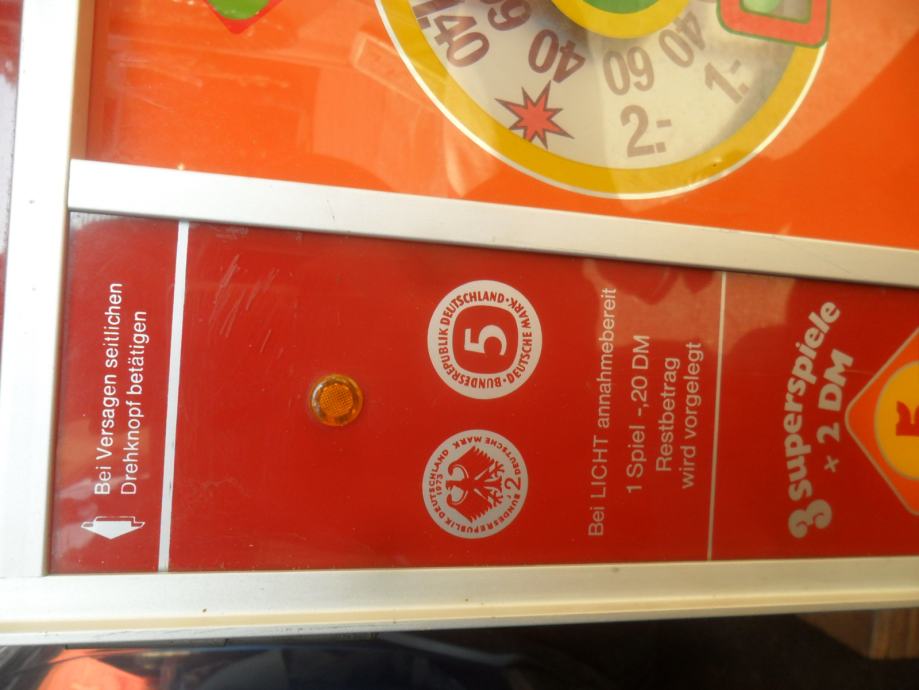 Bei Versagen seitlichen
Drehknopf betätigen
BUNDESREPUBLIK DEUTSCHLAND
1973
2 DEUTSCHE MARK
BUNDESREPUBLIK DEUTSCHLAND
5
DEUTSCHE MARK
Bei LICHT annahmebereit
1 Spiel -,20 DM
Restbetrag
wird vorgelegt
3 Superspiele
x 2 DM
40
60
40
60
2.-
40
1.-